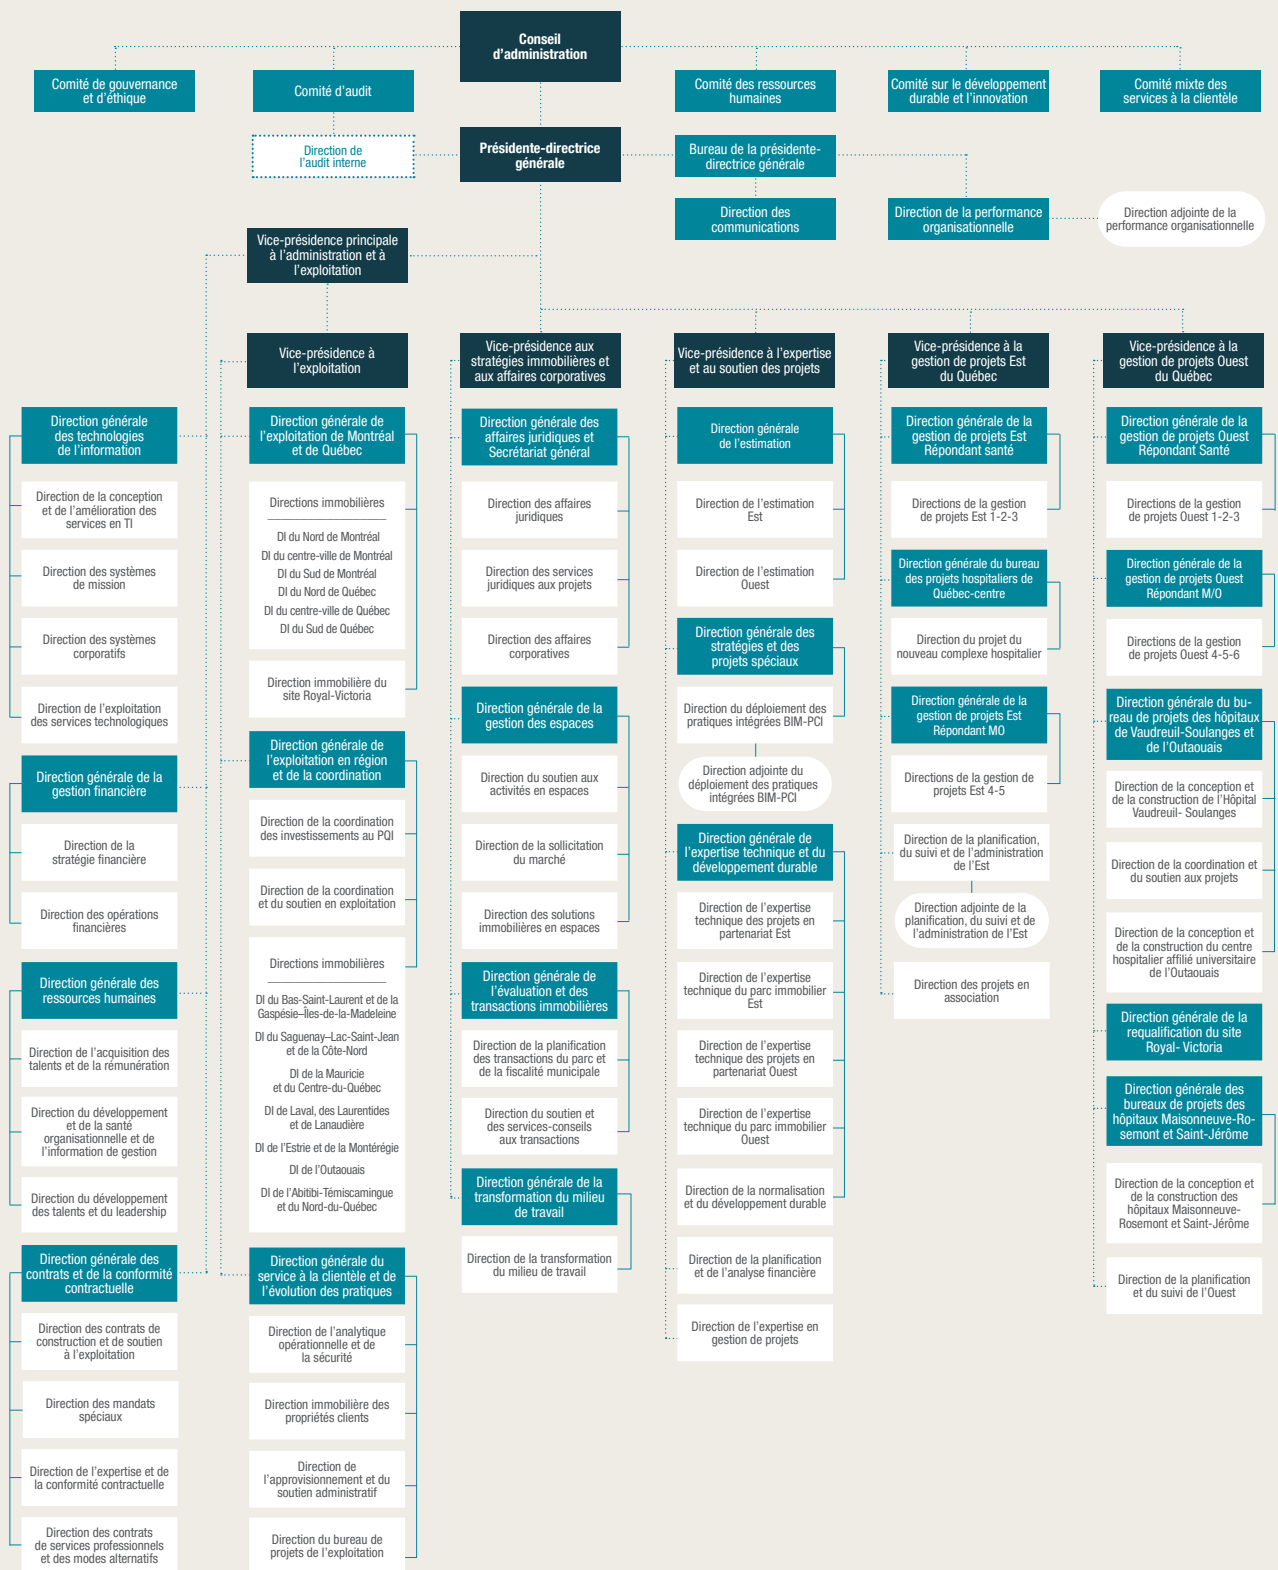 Conseil
d'administration
Comité de gouvernance
et d'éthique
Comité d'audit
Comité des ressources
humaines
Comité sur le développement
durable et l'innovation
Comité mixte des
services à la clientèle
Direction de
l'audit interne
Présidente-directrice
générale
Bureau de la présidente-
directrice générale
Direction des
communications
Direction de la performance
organisationnelle
Direction adjointe de la
performance organisationnelle
Vice-présidence principale
à l'administration et à
l'exploitation
Vice-présidence à
l'exploitation
Vice-présidence aux
stratégies immobilières et
aux affaires corporatives
Vice-présidence à l'expertise
et au soutien des projets
Vice-présidence à la
gestion de projets Est
du Québec
Vice-présidence à la
gestion de projets Ouest
du Québec
Direction générale
des technologies
de l'information
Direction de la conception
et de l'amélioration des
services en TI
Direction des systèmes
de mission
Direction des systèmes
corporatifs
Direction de l'exploitation
des services technologiques
Direction générale de la
gestion financière
Direction de la
stratégie financière
Direction des opérations
financières
Direction générale des
ressources humaines
Direction de l'acquisition des
talents et de la rémunération
Direction du développement
et de la santé
organisationnelle et de
l'information de gestion
Direction du développement
des talents et du leadership
Direction générale des
contrats et de la conformité
contractuelle
Direction des contrats de
construction et de soutien
à l'exploitation
Direction des mandats
spéciaux
Direction de l'expertise et de
la conformité contractuelle
Direction des contrats
de services professionnels
et des modes alternatifs
Direction générale de
l'exploitation de Montréal
et de Québec
Directions immobilières
DI du Nord de Montréal
DI du centre-ville de Montréal
DI du Sud de Montréal
DI du Nord de Québec
DI du centre-ville de Québec
DI du Sud de Québec
Direction immobilière du
site Royal-Victoria
Direction générale de
l'exploitation en région
et de la coordination
Direction de la coordination
des investissements au PQI
Direction de la coordination
et du soutien en exploitation
Directions immobilières
DI du Bas-Saint-Laurent et de la
Gaspésie–Îles-de-la-Madeleine
DI du Saguenay–Lac-Saint-Jean
et de la Côte-Nord
DI de la Mauricie
et du Centre-du-Québec
DI de Laval, des Laurentides
et de Lanaudière
DI de l'Estrie et de la Montérégie
DI de l'Outaouais
DI de l'Abitibi-Témiscamingue
et du Nord-du-Québec
Direction générale du
service à la clientèle et de
l'évolution des pratiques
Direction de l'analytique
opérationnelle et de
la sécurité
Direction immobilière des
propriétés clients
Direction de
l'approvisionnement et du
soutien administratif
Direction du bureau de
projets de l'exploitation
Direction générale des
affaires juridiques et
Secrétariat général
Direction des affaires
juridiques
Direction des services
juridiques aux projets
Direction des affaires
corporatives
Direction générale de la
gestion des espaces
Direction du soutien aux
activités en espaces
Direction de la sollicitation
du marché
Direction des solutions
immobilières en espaces
Direction générale de
l'évaluation et des
transactions immobilières
Direction de la planification
des transactions du parc et
de la fiscalité municipale
Direction du soutien et
des services-conseils
aux transactions
Direction générale de la
transformation du milieu
de travail
Direction de la transformation
du milieu de travail
Direction générale
de l'estimation
Direction de l'estimation
Est
Direction de l'estimation
Ouest
Direction générale des
stratégies et des
projets spéciaux
Direction du déploiement des
pratiques intégrées BIM-PCI
Direction adjointe du
déploiement des pratiques
intégrées BIM-PCI
Direction générale de
l'expertise technique et du
développement durable
Direction de l'expertise
technique des projets en
partenariat Est
Direction de l'expertise
technique du parc immobilier
Est
Direction de l'expertise
technique des projets en
partenariat Ouest
Direction de l'expertise
technique du parc immobilier
Ouest
Direction de la normalisation
et du développement durable
Direction de la planification
et de l'analyse financière
Direction de l'expertise en
gestion de projets
Direction générale de la
gestion de projets Est
Répondant santé
Directions de la gestion
de projets Est 1-2-3
Direction générale du bureau
des projets hospitaliers de
Québec-centre
Direction du projet du
nouveau complexe hospitalier
Direction générale de la
gestion de projets Est
Répondant MO
Directions de la gestion de
projets Est 4-5
Direction de la planification,
du suivi et de l'administration
de l'Est
Direction adjointe de la
planification, du suivi et de
l'administration de l'Est
Direction des projets en
association
Direction générale de la
gestion de projets Ouest
Répondant Santé
Directions de la gestion
de projets Ouest 1-2-3
Direction générale de la
gestion de projets Ouest
Répondant M/O
Directions de la gestion
de projets Ouest 4-5-6
Direction générale du bu-
reau de projets des hôpitaux
de Vaudreuil-Soulanges et
de l'Outaouais
Direction de la conception et
de la construction de l'Hôpital
Vaudreuil- Soulanges
Direction de la coordination et
du soutien aux projets
Direction de la conception et
de la construction du centre
hospitalier affilié universitaire
de l'Outaouais
Direction générale de la
requalification du site
Royal- Victoria
Direction générale des
bureaux de projets des
hôpitaux Maisonneuve-Ro-
semont et Saint-Jérôme
Direction de la conception et
de la construction des
hôpitaux Maisonneuve-
Rosemont et Saint-Jérôme
Direction de la planification
et du suivi de l'Ouest